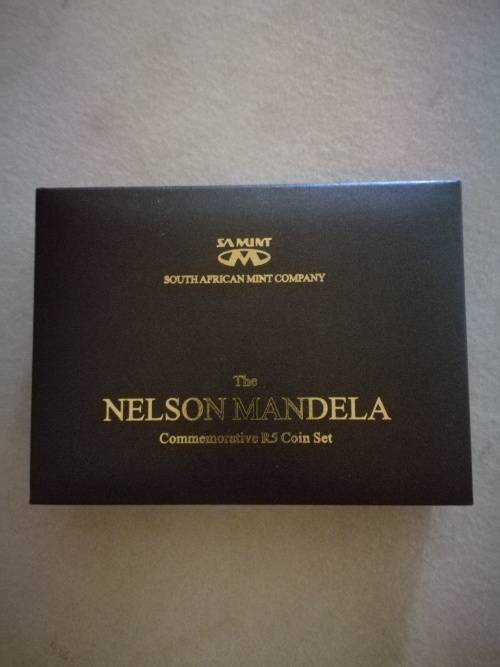 SA MINT
SOUTH AFRICAN MINT COMPANY
The
NELSON MANDELA
Commemorative R5 Coin Set